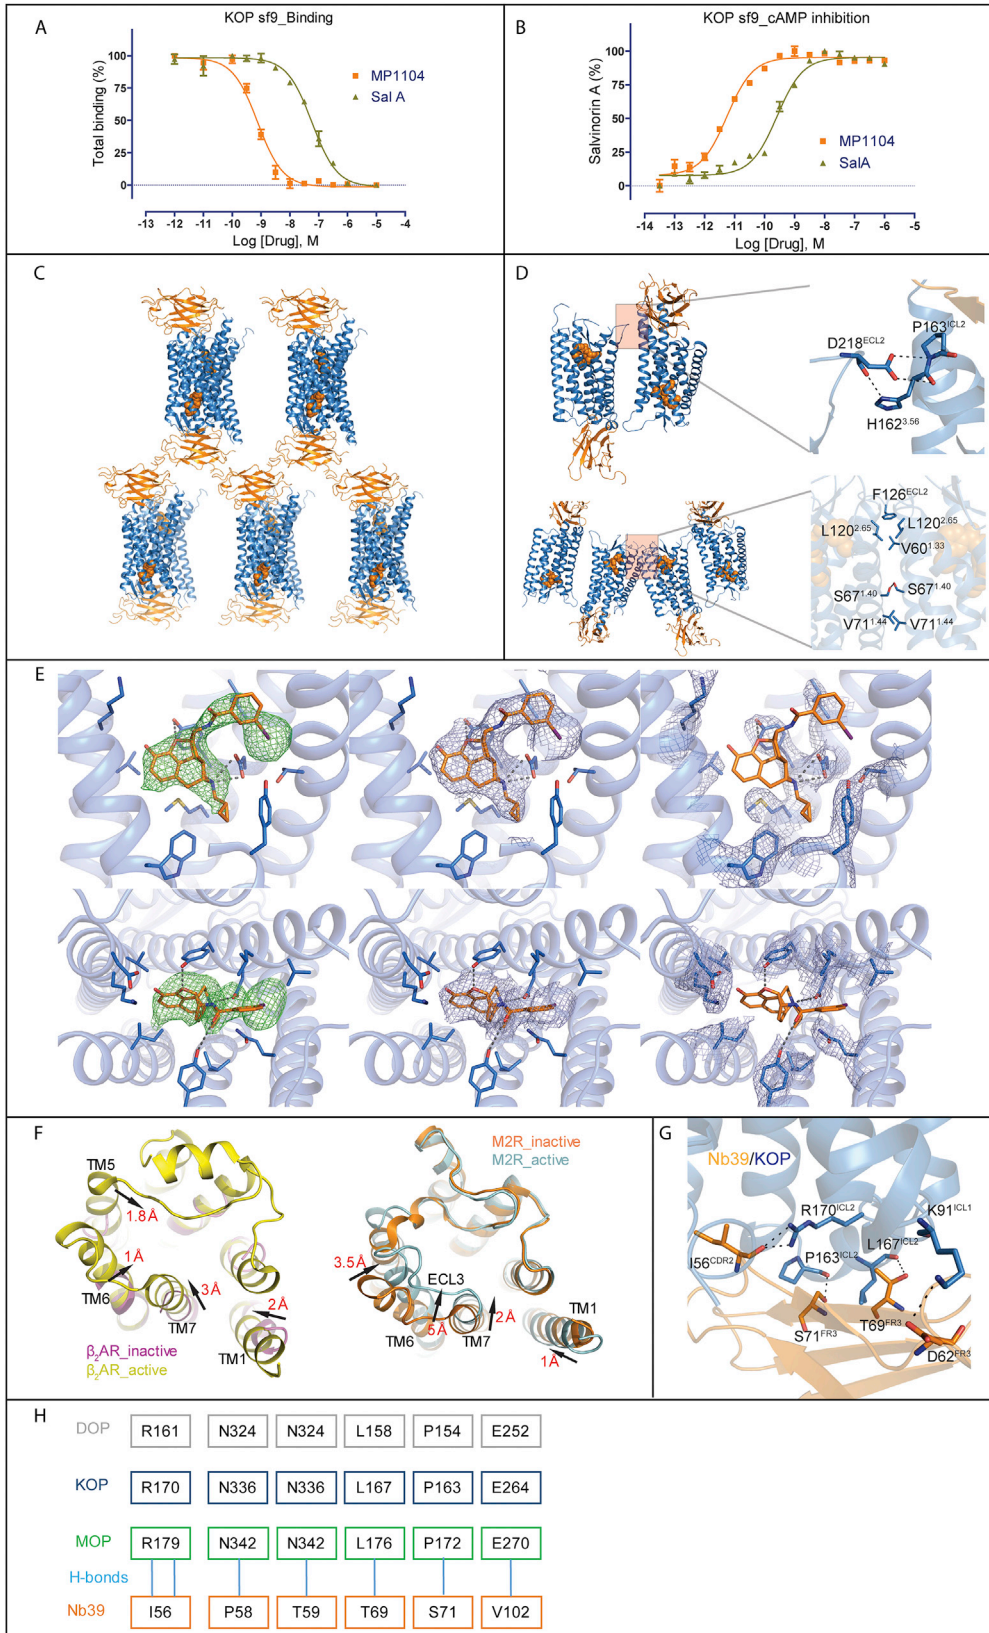 A
KOP sf9_Binding
Total binding (%)
100
75
50
25
0
MP1104
Sal A
-13 -12 -11 -10 -9 -8 -7 -6 -5 -4
Log [Drug], M
B
KOP sf9_cAMP inhibition
Salvinorin A (%)
100
75
50
25
0
MP1104
SalA
-14 -13 -12 -11 -10 -9 -8 -7 -6 -5
Log [Drug], M
C
D
P163ICL2
D218ECL2
H1623.56
F126ECL2
L1202.65
L1202.65
V601.33
S671.40
S671.40
V711.44
V711.44
E
F
TM5
1.8Å
1Å
TM6
3Å
TM7
2Å
TM1
β2AR_inactive
β2AR_active
M2R_inactive
M2R_active
3.5Å
ECL3
5Å
2Å
TM6
TM7
TM1
1Å
G
Nb39/KOP
R170ICL2
K91ICL1
I56CDR2
P163ICL2
L167ICL2
S71FR3
T69FR3
D62FR3
H
DOP R161 N324 N324 L158 P154 E252
KOP R170 N336 N336 L167 P163 E264
MOP R179 N342 N342 L176 P172 E270
H-bonds
Nb39 I56 P58 T59 T69 S71 V102